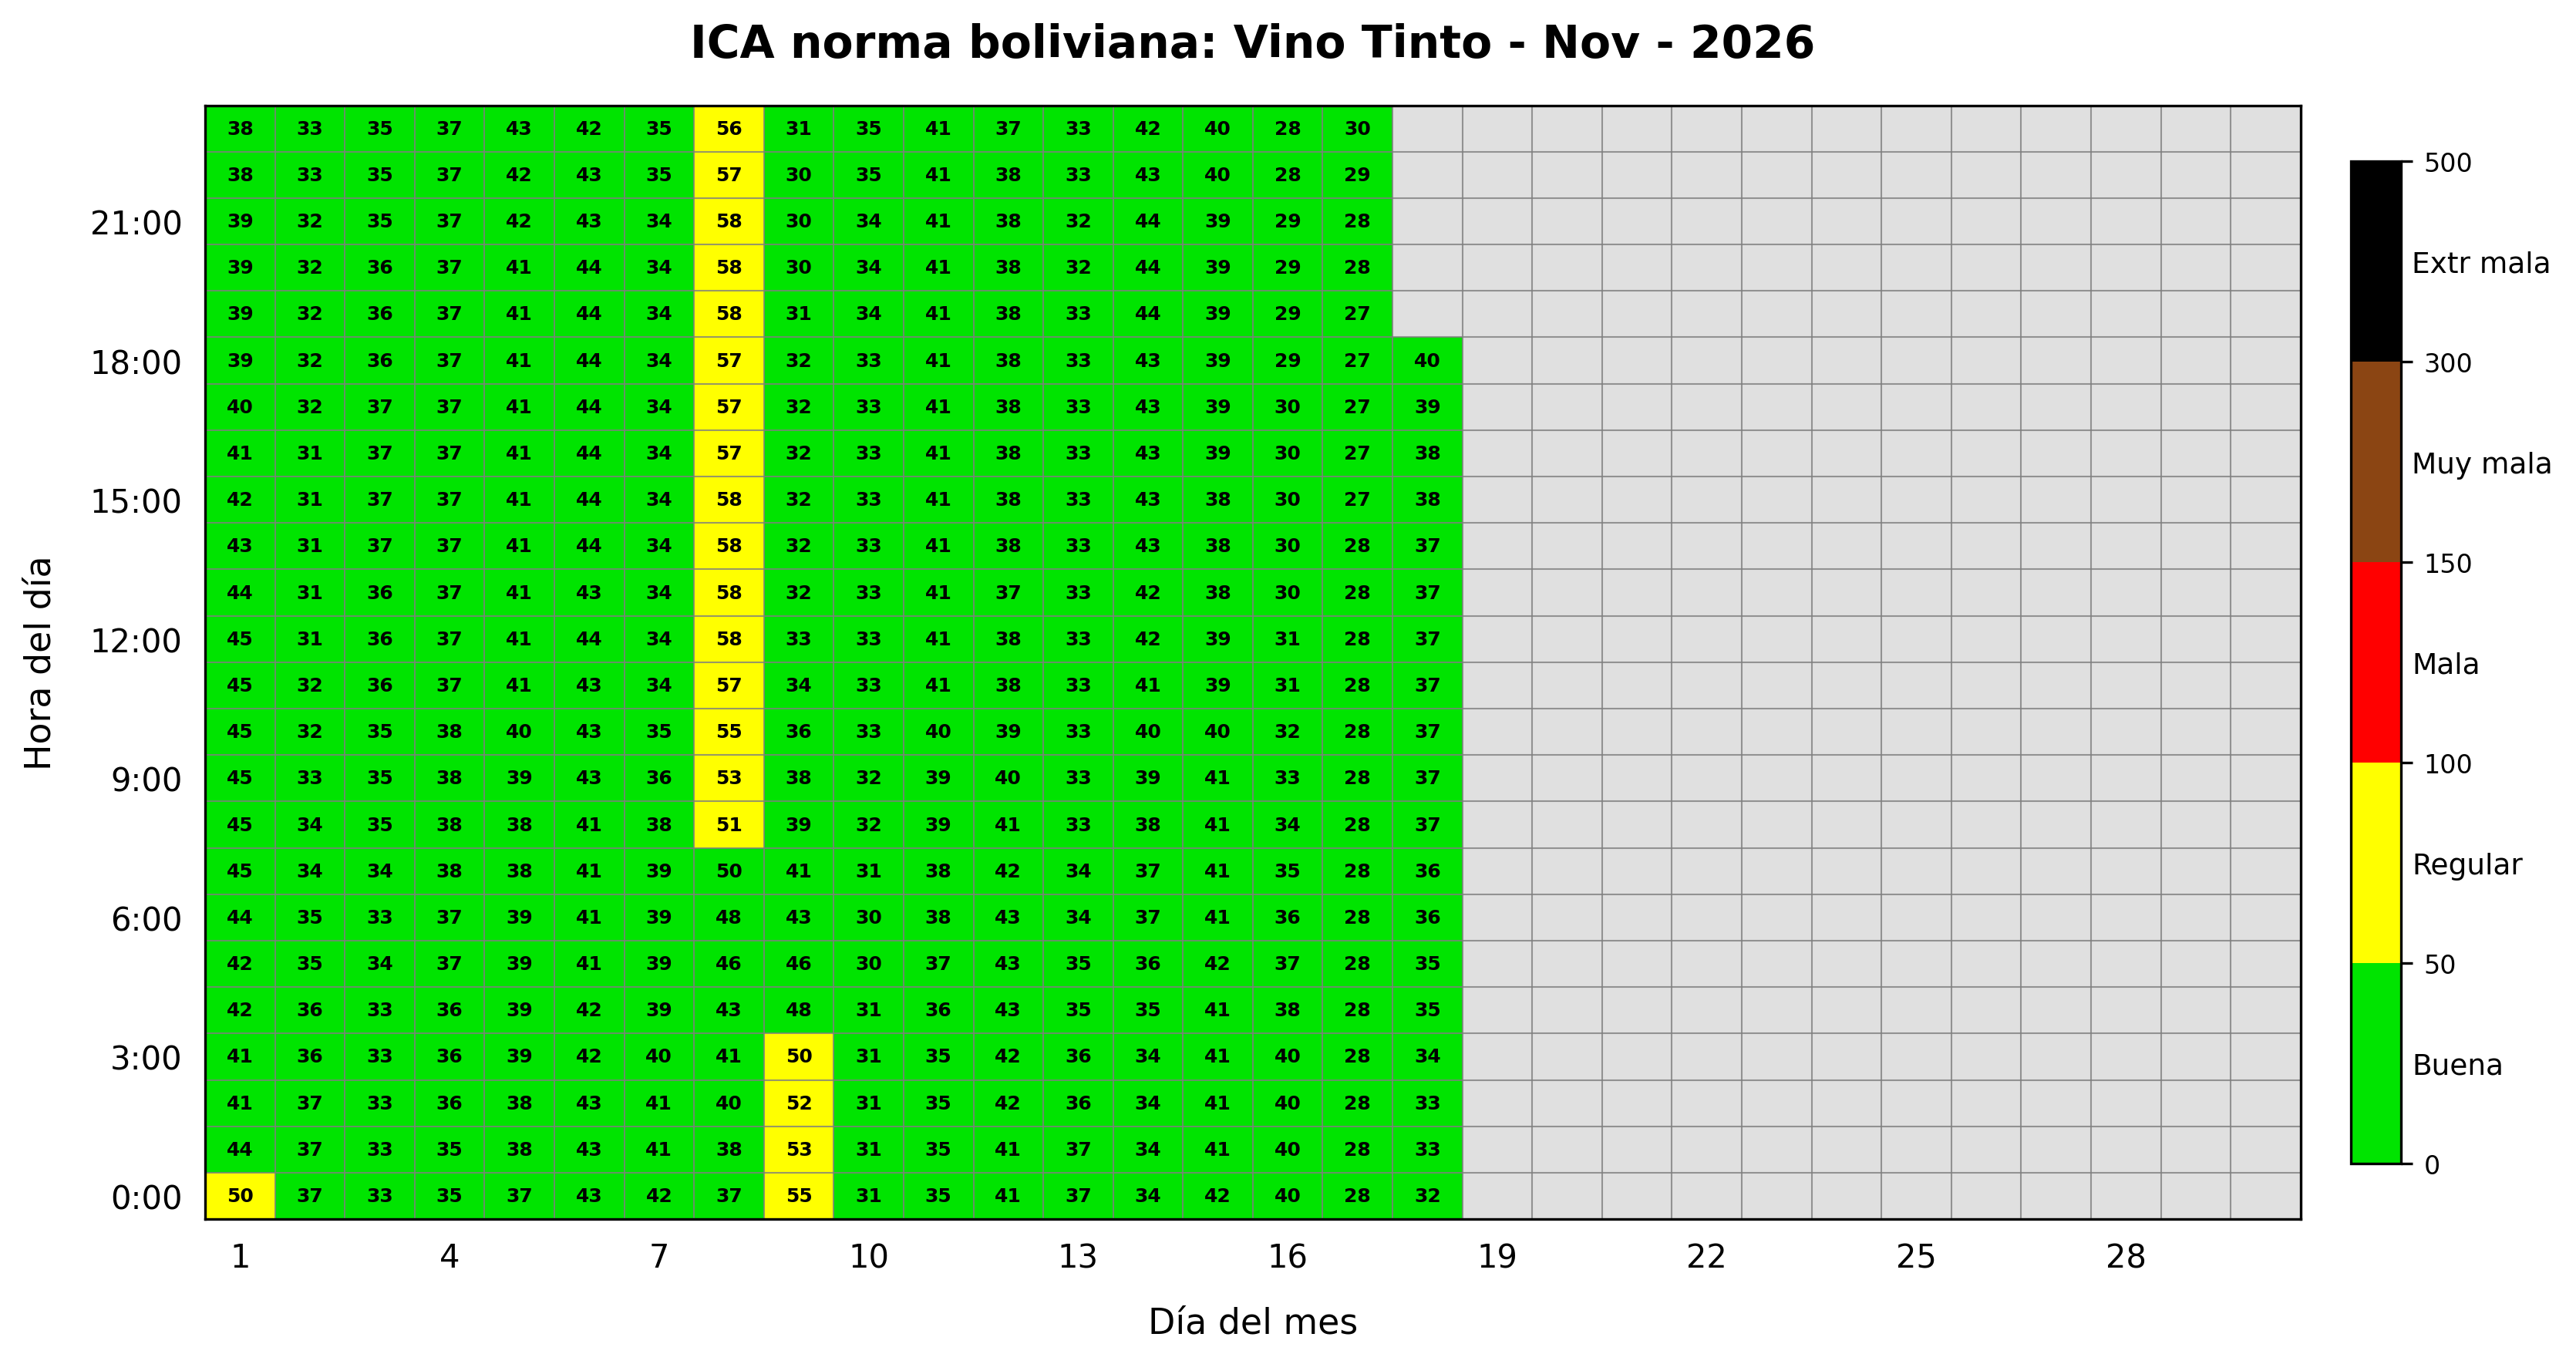 ICA norma boliviana: Vino Tinto - Nov - 2026
38 33 35 37 43 42 35 56 31 35 41 37 33 42 40 28 30
38 33 35 37 42 43 35 57 30 35 41 38 33 43 40 28 29
21:00 39 32 35 37 42 43 34 58 30 34 41 38 32 44 39 29 28
39 32 36 37 41 44 34 58 30 34 41 38 32 44 39 29 28
39 32 36 37 41 44 34 58 31 34 41 38 33 44 39 29 27
18:00 39 32 36 37 41 44 34 57 32 33 41 38 33 43 39 29 27 40
40 32 37 37 41 44 34 57 32 33 41 38 33 43 39 30 27 39
41 31 37 37 41 44 34 57 32 33 41 38 33 43 39 30 27 38
15:00 42 31 37 37 41 44 34 58 32 33 41 38 33 43 38 30 27 38
43 31 37 37 41 44 34 58 32 33 41 38 33 43 38 30 28 37
44 31 36 37 41 43 34 58 32 33 41 37 33 42 38 30 28 37
12:00 45 31 36 37 41 44 34 58 33 33 41 38 33 42 39 31 28 37
45 32 36 37 41 43 34 57 34 33 41 38 33 41 39 31 28 37
45 32 35 38 40 43 35 55 36 33 40 39 33 40 40 32 28 37
9:00 45 33 35 38 39 43 36 53 38 32 39 40 33 39 41 33 28 37
45 34 35 38 38 41 38 51 39 32 39 41 33 38 41 34 28 37
45 34 34 38 38 41 39 50 41 31 38 42 34 37 41 35 28 36
6:00 44 35 33 37 39 41 39 48 43 30 38 43 34 37 41 36 28 36
42 35 34 37 39 41 39 46 46 30 37 43 35 36 42 37 28 35
42 36 33 36 39 42 39 43 48 31 36 43 35 35 41 38 28 35
3:00 41 36 33 36 39 42 40 41 50 31 35 42 36 34 41 40 28 34
41 37 33 36 38 43 41 40 52 31 35 42 36 34 41 40 28 33
44 37 33 35 38 43 41 38 53 31 35 41 37 34 41 40 28 33
0:00 50 37 33 35 37 43 42 37 55 31 35 41 37 34 42 40 28 32
1 4 7 10 13 16 19 22 25 28
Día del mes
Hora del día
500
Extr mala
300
Muy mala
150
Mala
100
Regular
50
Buena
0